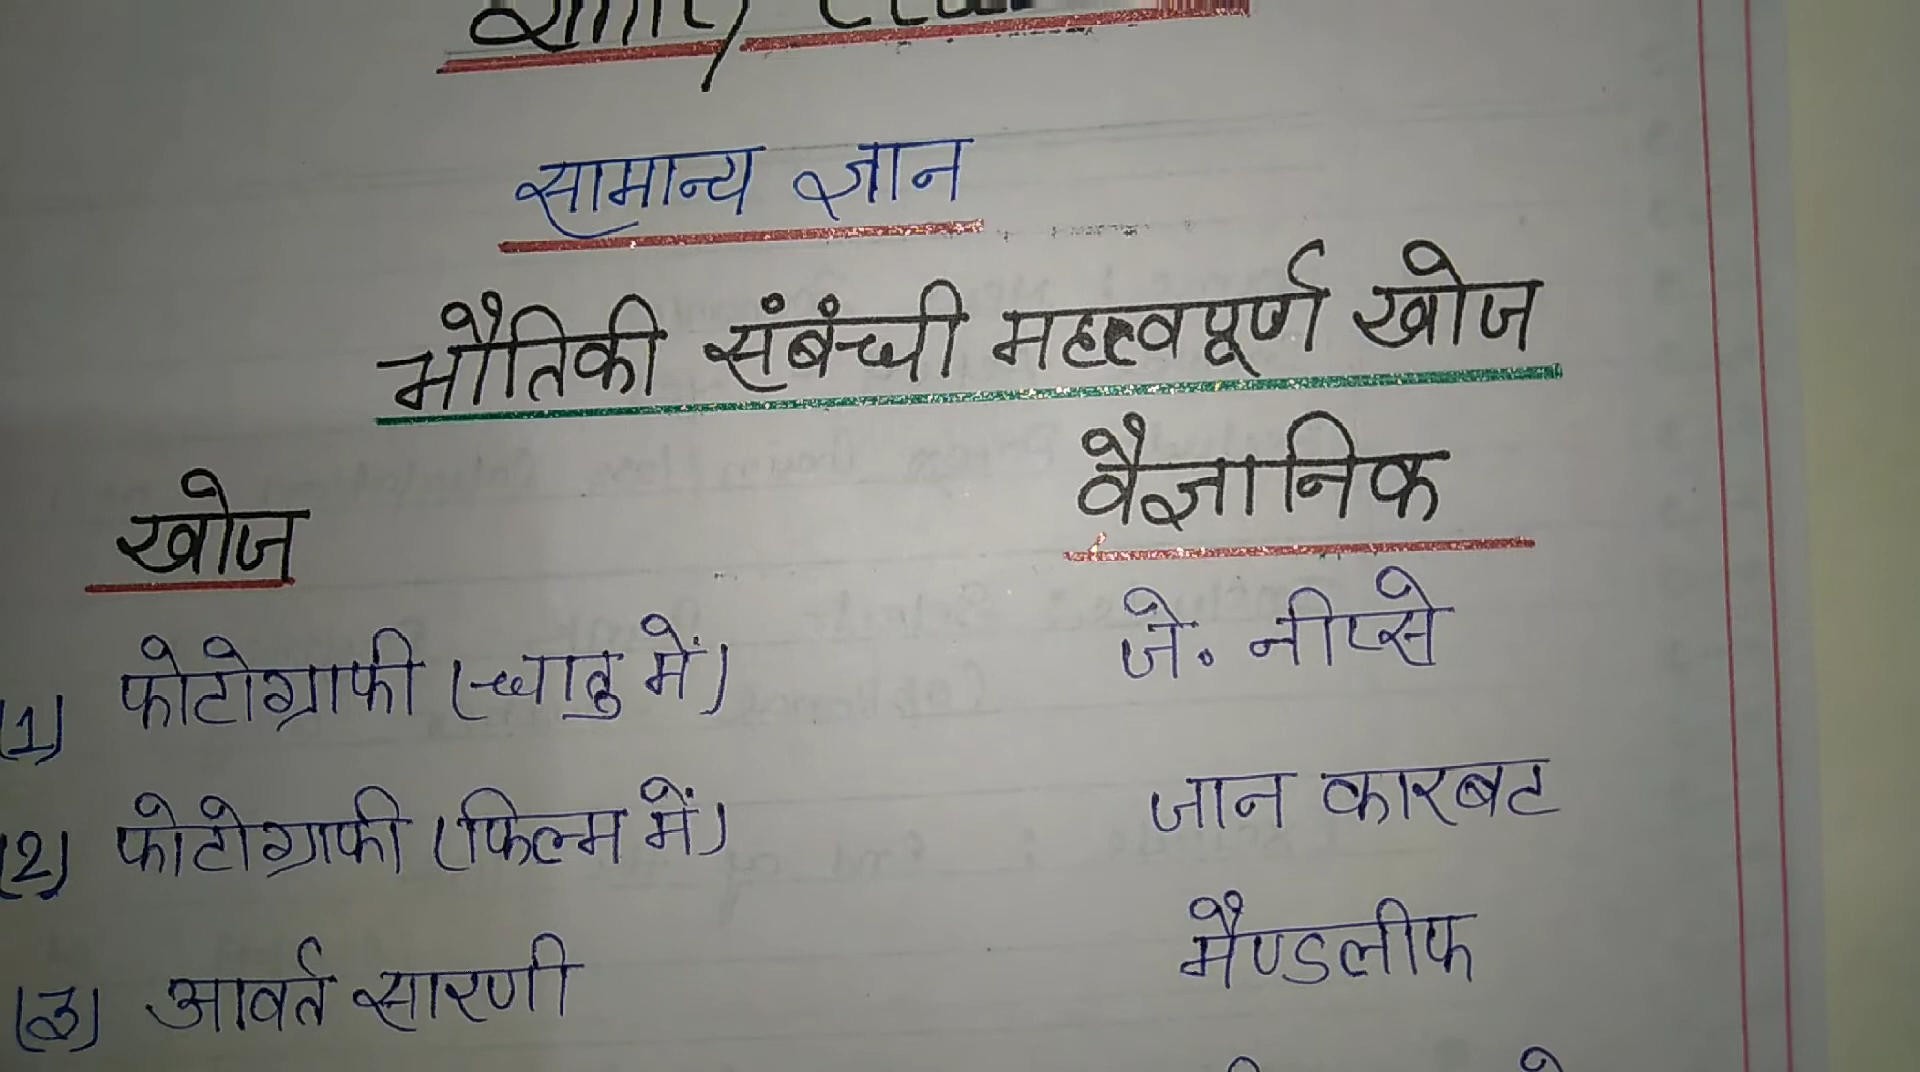 सामान्य ज्ञान
भौतिकी संबंधी महत्वपूर्ण खोज
खोज वैज्ञानिक
(1) फोटोग्राफी (धातु में) जे. नीप्से
(2) फोटोग्राफी (फिल्म में) जान कारबट
(3) आवर्त सारणी मैण्डलीफ